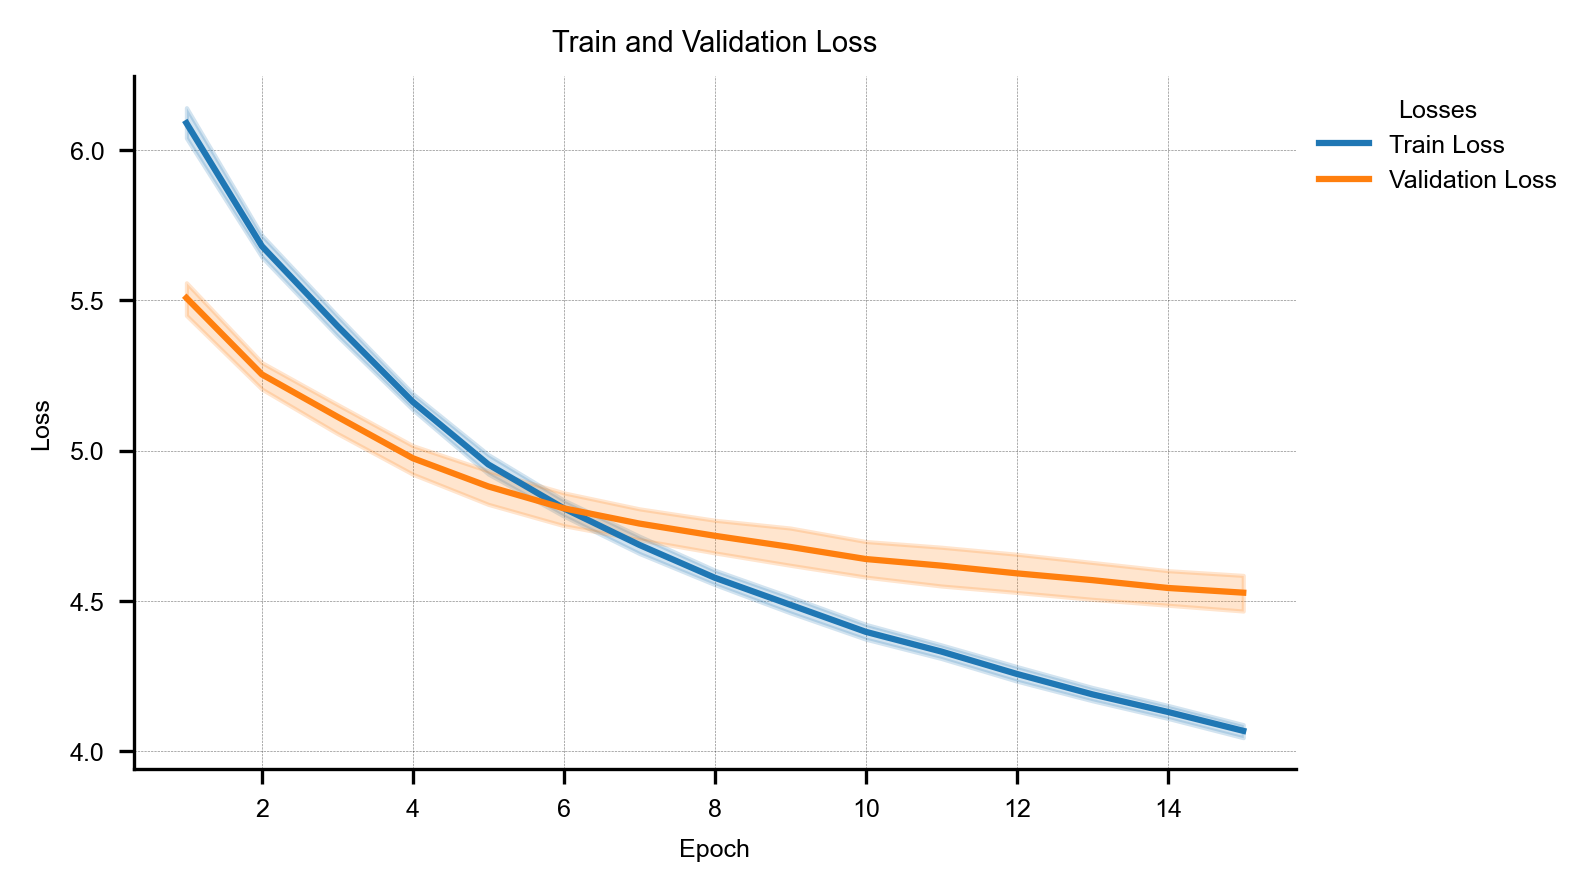 Train and Validation Loss
Losses
Train Loss
Validation Loss
Loss
6.0
5.5
5.0
4.5
4.0
2 4 6 8 10 12 14
Epoch